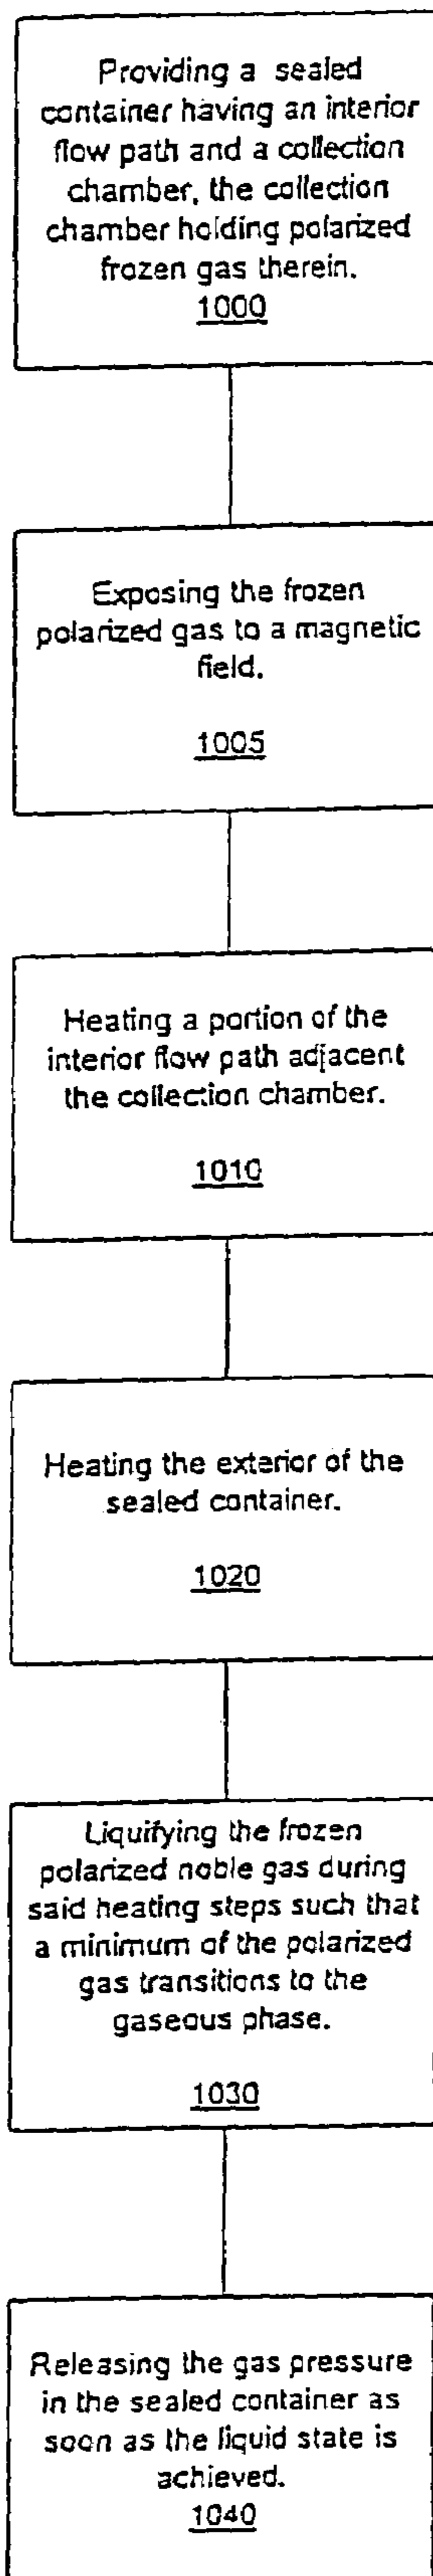 Providing a sealed
container having an interior
flow path and a collection
chamber, the collection
chamber holding polarized
frozen gas therein.
1000
Exposing the frozen
polarized gas to a magnetic
field.
1005
Heating a portion of the
interior flow path adjacent
the collection chamber.
1010
Heating the exterior of the
sealed container.
1020
Liquifying the frozen
polarized noble gas during
said heating steps such that
a minimum of the polarized
gas transitions to the
gaseous phase.
1030
Releasing the gas pressure
in the sealed container as
soon as the liquid state is
achieved.
1040